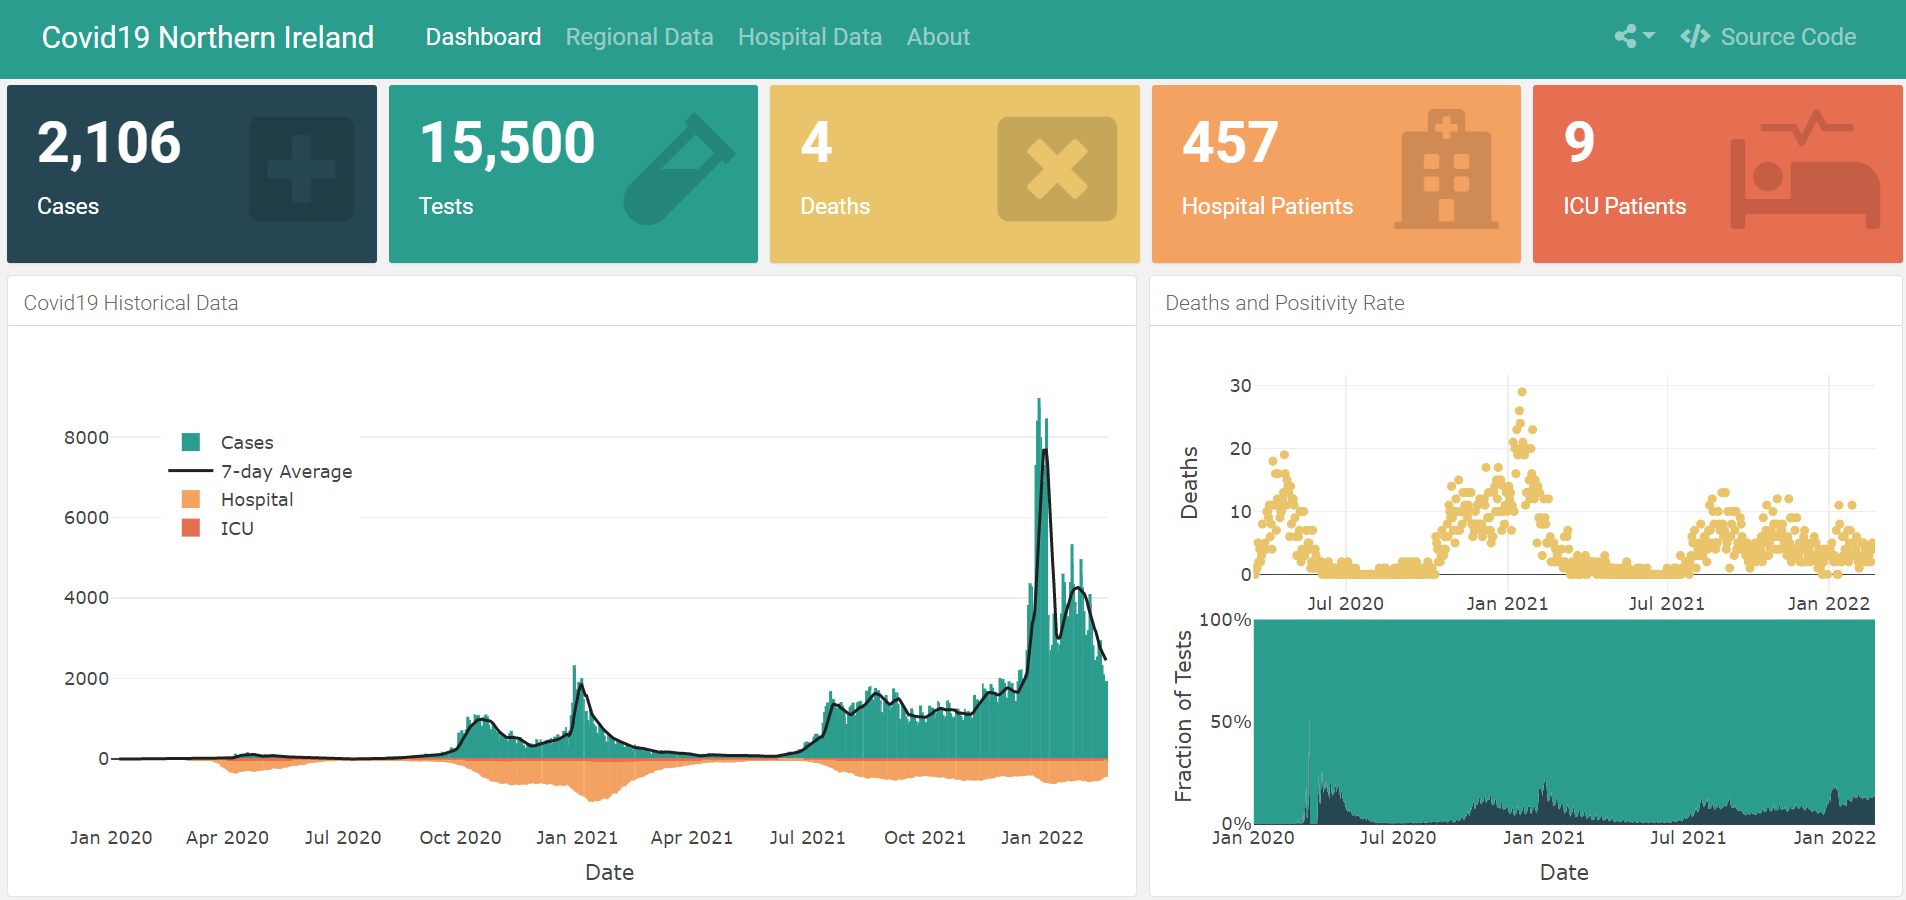 Covid19 Northern Ireland Dashboard Regional Data Hospital Data About Source Code
2,106
Cases
15,500
Tests
4
Deaths
457
Hospital Patients
9
ICU Patients
Covid19 Historical Data
8000
6000
4000
2000
0
Cases
7-day Average
Hospital
ICU
Jan 2020 Apr 2020 Jul 2020 Oct 2020 Jan 2021 Apr 2021 Jul 2021 Oct 2021 Jan 2022
Date
Deaths and Positivity Rate
Deaths
30
20
10
0
Jul 2020 Jan 2021 Jul 2021 Jan 2022
Fraction of Tests
100%
50%
0%
Jan 2020 Jul 2020 Jan 2021 Jul 2021 Jan 2022
Date